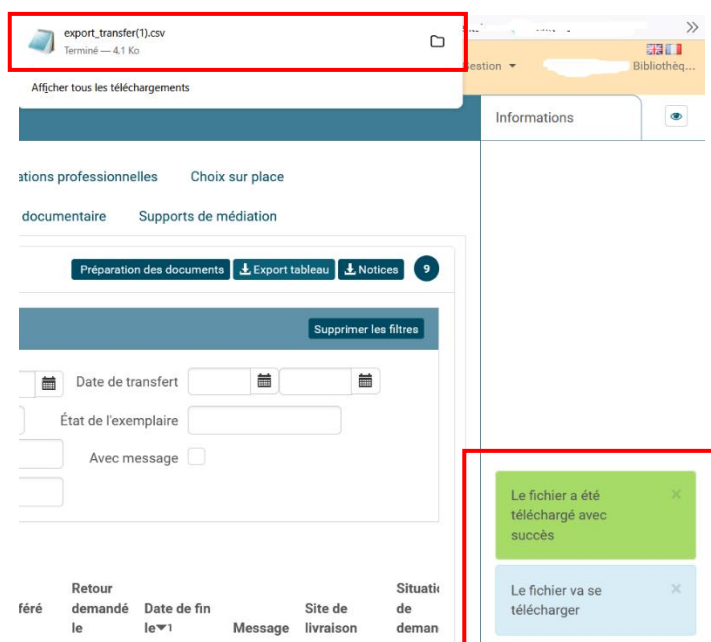 export_transfer(1).csv
Terminé — 4,1 Ko
Afficher tous les téléchargements
estion
Bibliothèq...
Informations
ations professionnelles Choix sur place
documentaire Supports de médiation
Préparation des documents Export tableau Notices 9
Supprimer les filtres
Date de transfert
État de l'exemplaire
Avec message
Le fichier a été
téléchargé avec
succès
Le fichier va se
télécharger
Retour Situati
féré demandé Date de fin Site de de
le le 1 Message livraison deman